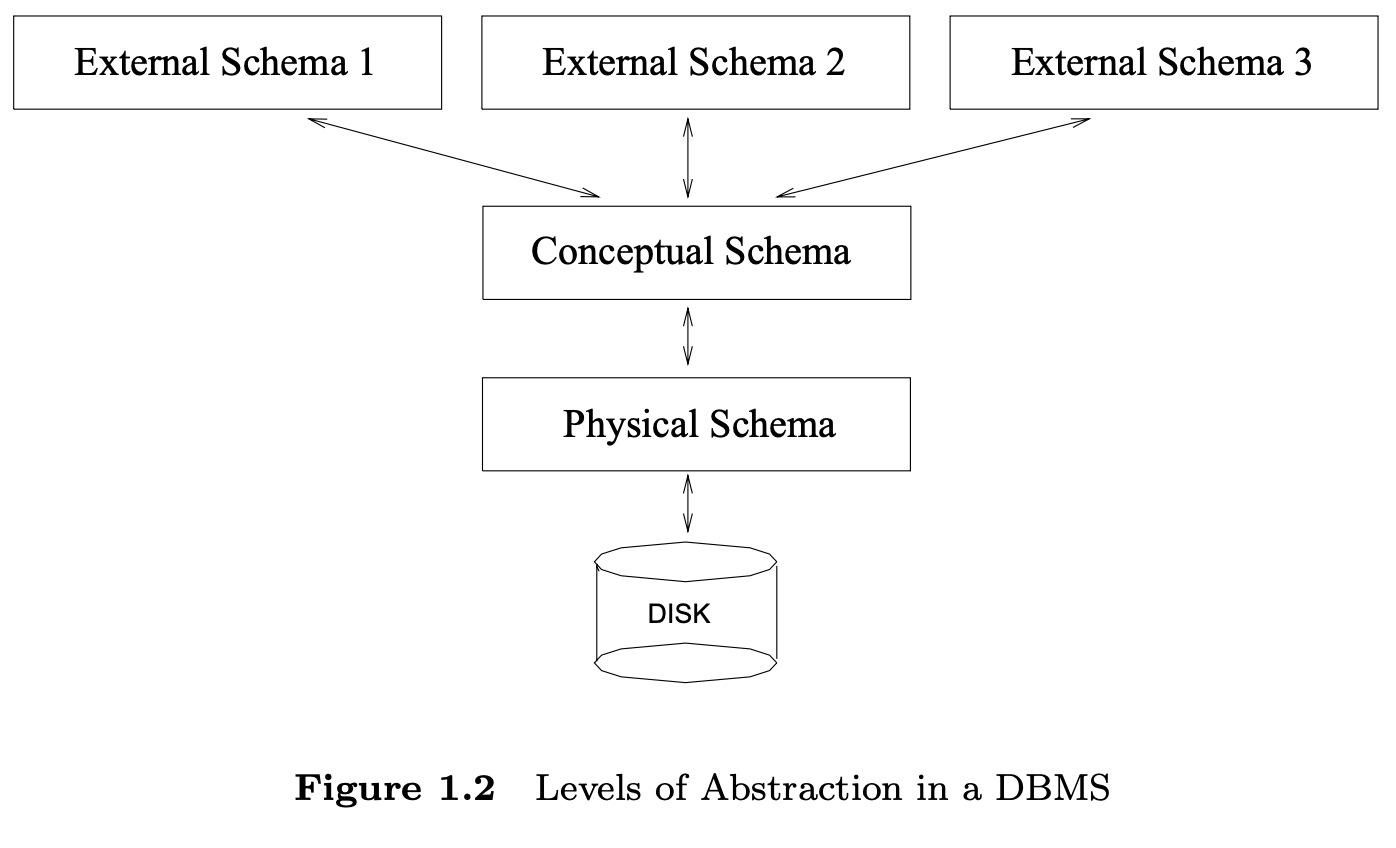 External Schema 1
External Schema 2
External Schema 3
Conceptual Schema
Physical Schema
DISK
Figure 1.2 Levels of Abstraction in a DBMS